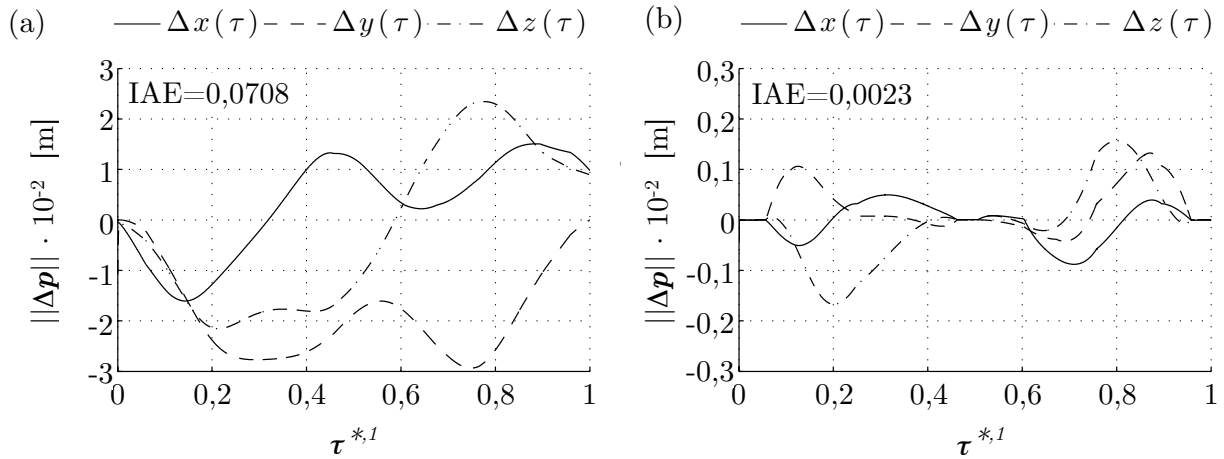 (a) Δx(τ) Δy(τ) Δz(τ)
IAE=0,0708
3
2
1
0
-1
-2
-3
||Δp|| · 10⁻² [m]
0 0,2 0,4 0,6 0,8 1
τ*,1
(b) Δx(τ) Δy(τ) Δz(τ)
IAE=0,0023
0,3
0,2
0,1
0
-0,1
-0,2
-0,3
||Δp|| · 10⁻² [m]
0 0,2 0,4 0,6 0,8 1
τ*,1